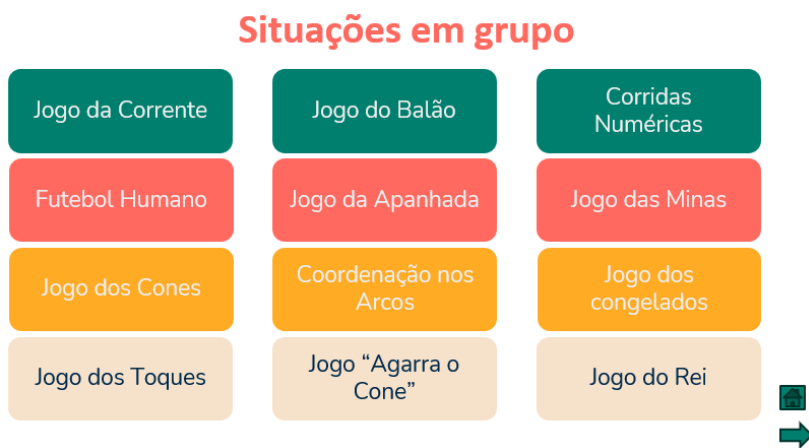 Situações em grupo
Jogo da Corrente
Jogo do Balão
Corridas
Numéricas
Futebol Humano
Jogo da Apanhada
Jogo das Minas
Jogo dos Cones
Coordenação nos
Arcos
Jogo dos
congelados
Jogo dos Toques
Jogo “Agarra o
Cone”
Jogo do Rei